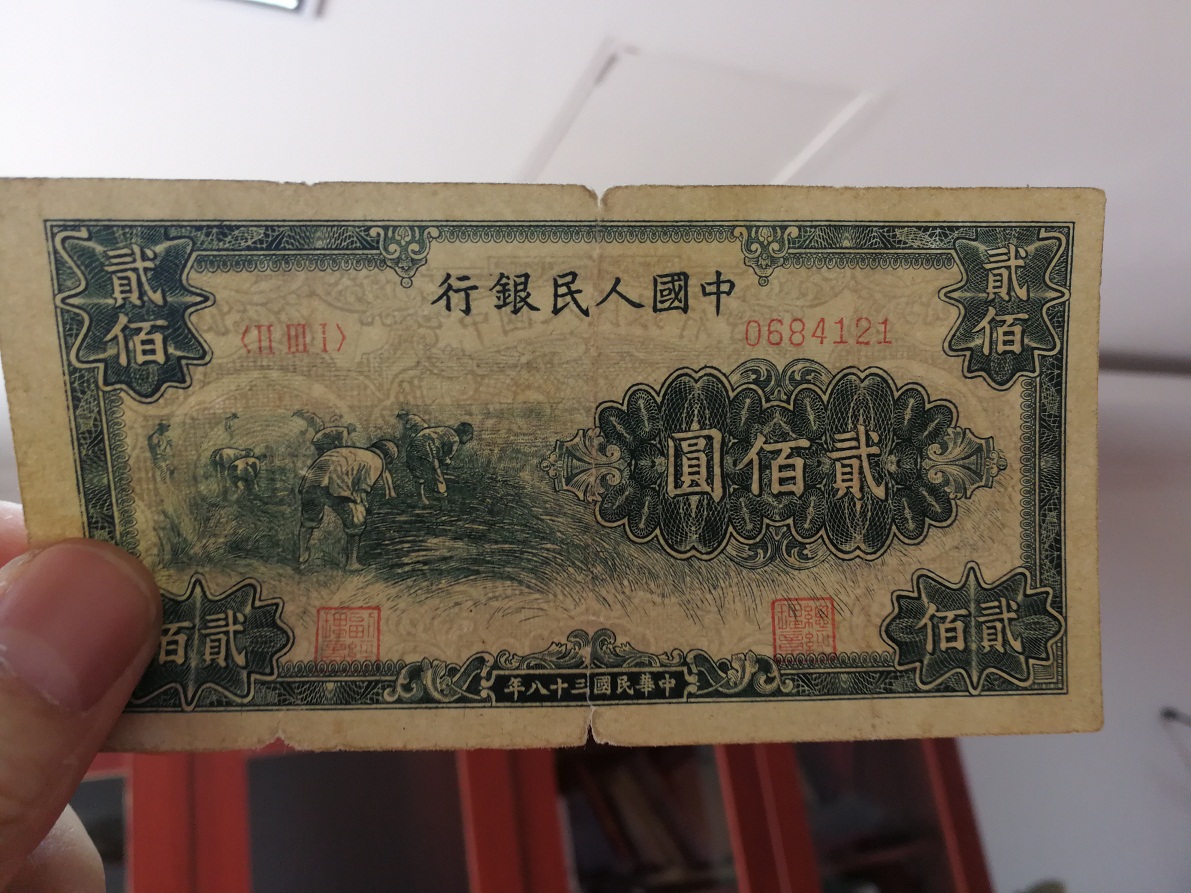 貳佰
貳佰
中國人民銀行
〈II III I〉
0684121
貳佰圓
貳佰
貳佰
中華民國三十八年